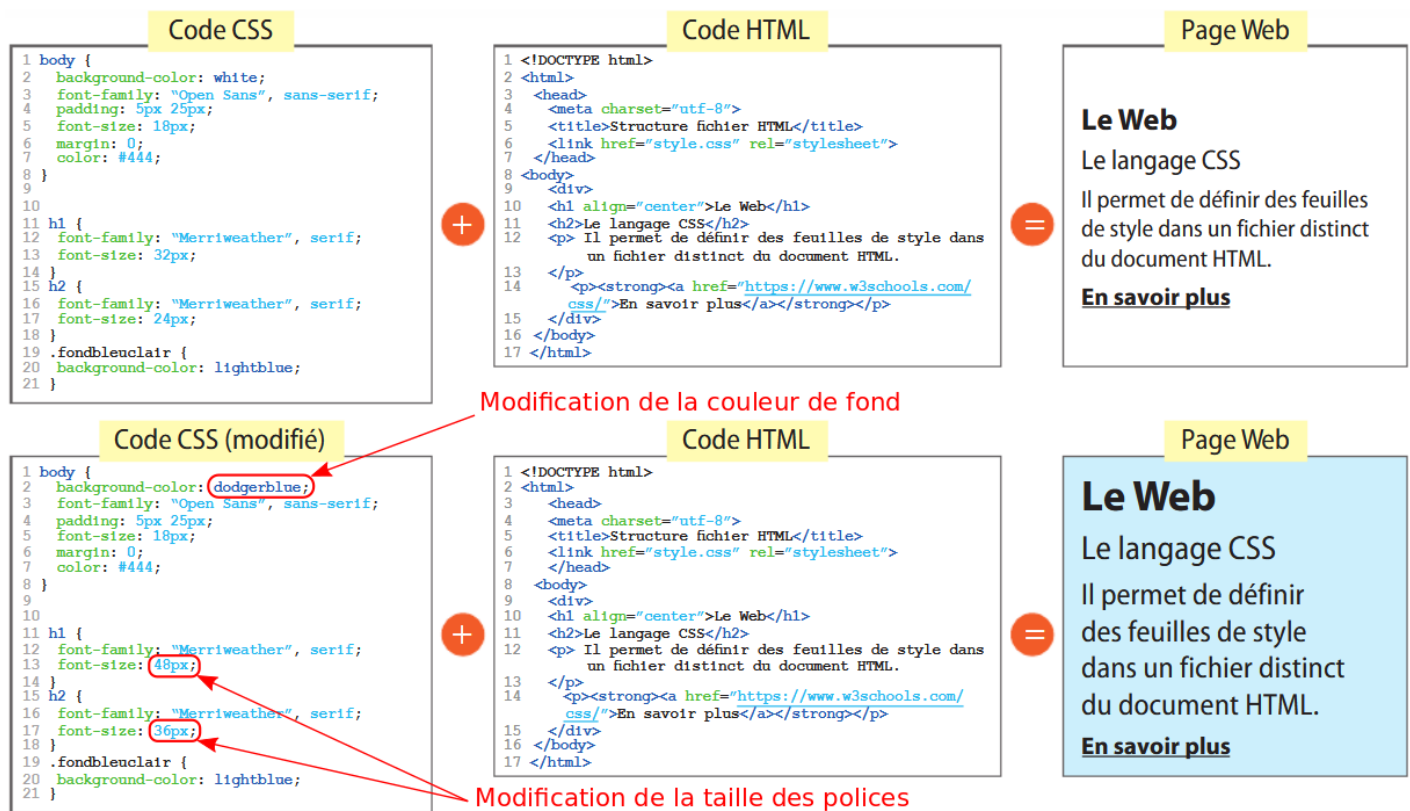 Code CSS
1 body {
2 background-color: white;
3 font-family: “Open Sans”, sans-serif;
4 padding: 5px 25px;
5 font-size: 18px;
6 margin: 0;
7 color: #444;
8 }
9
10
11 h1 {
12 font-family: “Merriweather”, serif;
13 font-size: 32px;
14 }
15 h2 {
16 font-family: “Merriweather”, serif;
17 font-size: 24px;
18 }
19 .fondbleuclair {
20 background-color: lightblue;
21 }
Code HTML
1 <!DOCTYPE html>
2 <html>
3 <head>
4 <meta charset=“utf-8”>
5 <title>Structure fichier HTML</title>
6 <link href=“style.css” rel=“stylesheet”>
7 </head>
8 <body>
9 <div>
10 <h1 align=“center”>Le Web</h1>
11 <h2>Le langage CSS</h2>
12 <p> Il permet de définir des feuilles de style dans
un fichier distinct du document HTML.
13 </p>
14 <p><strong><a href=“https://www.w3schools.com/
css/”>En savoir plus</a></strong></p>
15 </div>
16 </body>
17 </html>
Page Web
Le Web
Le langage CSS
Il permet de définir des feuilles
de style dans un fichier distinct
du document HTML.
En savoir plus
+
=
Modification de la couleur de fond
Code CSS (modifié)
1 body {
2 background-color: dodgerblue;
3 font-family: “Open Sans”, sans-serif;
4 padding: 5px 25px;
5 font-size: 18px;
6 margin: 0;
7 color: #444;
8 }
9
10
11 h1 {
12 font-family: “Merriweather”, serif;
13 font-size: 48px;
14 }
15 h2 {
16 font-family: “Merriweather”, serif;
17 font-size: 36px;
18 }
19 .fondbleuclair {
20 background-color: lightblue;
21 }
Code HTML
1 <!DOCTYPE html>
2 <html>
3 <head>
4 <meta charset=“utf-8”>
5 <title>Structure fichier HTML</title>
6 <link href=“style.css” rel=“stylesheet”>
7 </head>
8 <body>
9 <div>
10 <h1 align=“center”>Le Web</h1>
11 <h2>Le langage CSS</h2>
12 <p> Il permet de définir des feuilles de style dans
un fichier distinct du document HTML.
13 </p>
14 <p><strong><a href=“https://www.w3schools.com/
css/”>En savoir plus</a></strong></p>
15 </div>
16 </body>
17 </html>
Page Web
Le Web
Le langage CSS
Il permet de définir
des feuilles de style
dans un fichier distinct
du document HTML.
En savoir plus
+
=
Modification de la taille des polices